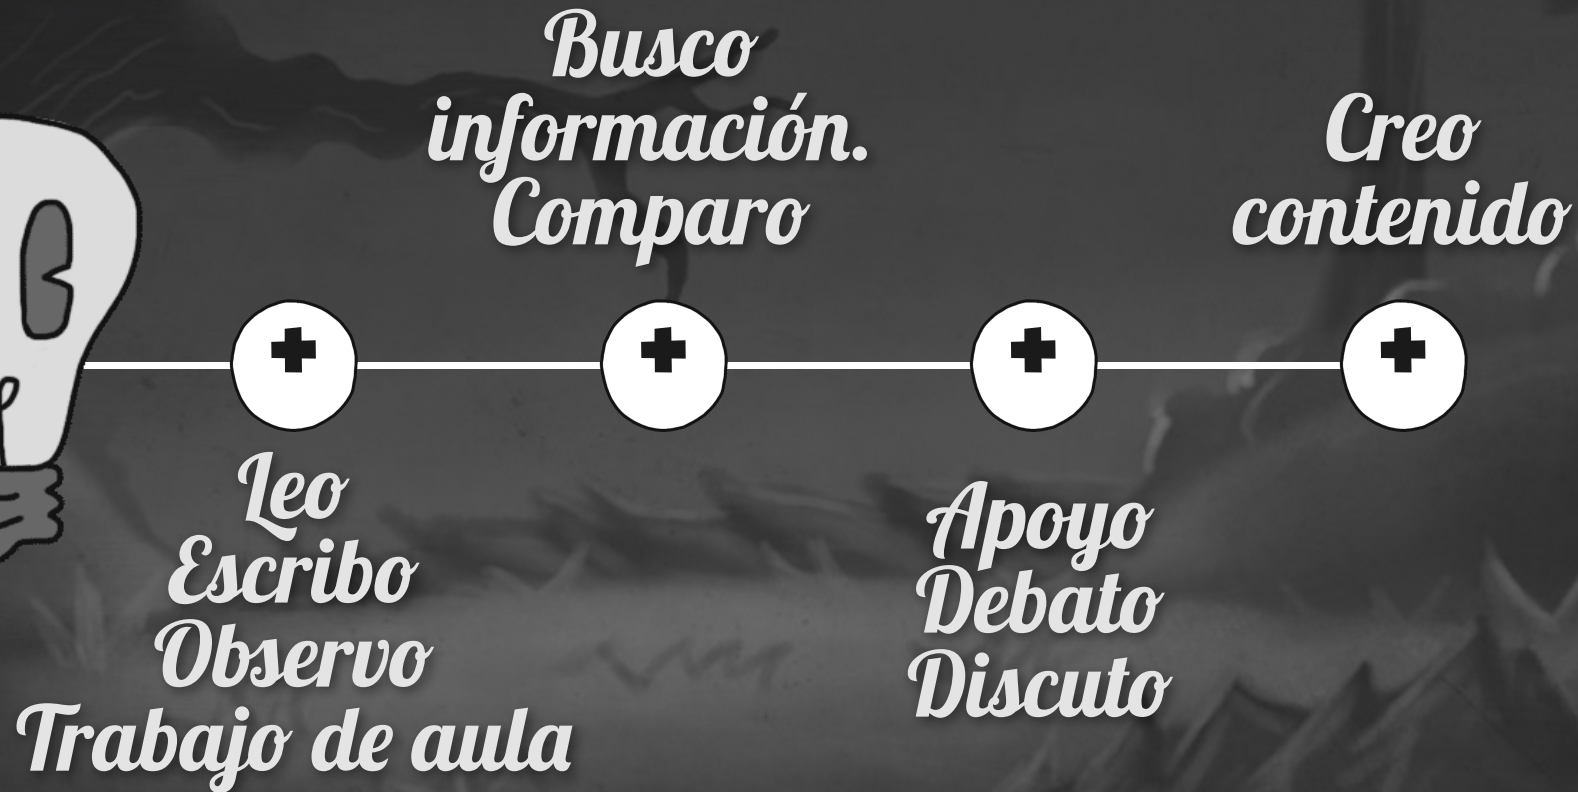 Leo
Escribo
Observo
Trabajo de aula
Busco
información.
Comparo
Apoyo
Debato
Discuto
Creo
contenido